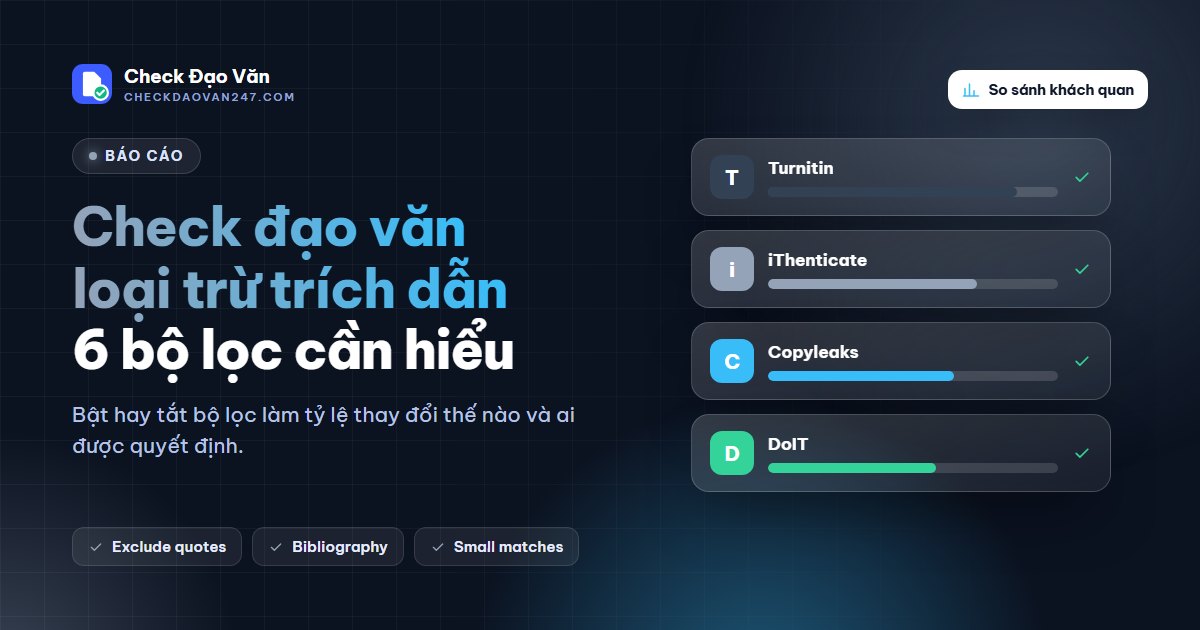 Check Đạo Văn
CHECKDAOVAN247.COM
So sánh khách quan
BÁO CÁO
Check đạo văn
loại trừ trích dẫn
6 bộ lọc cần hiểu
Bật hay tắt bộ lọc làm tỷ lệ thay đổi thế nào và ai
được quyết định.
Exclude quotes
Bibliography
Small matches
T
Turnitin
i
iThenticate
C
Copyleaks
D
DoIT